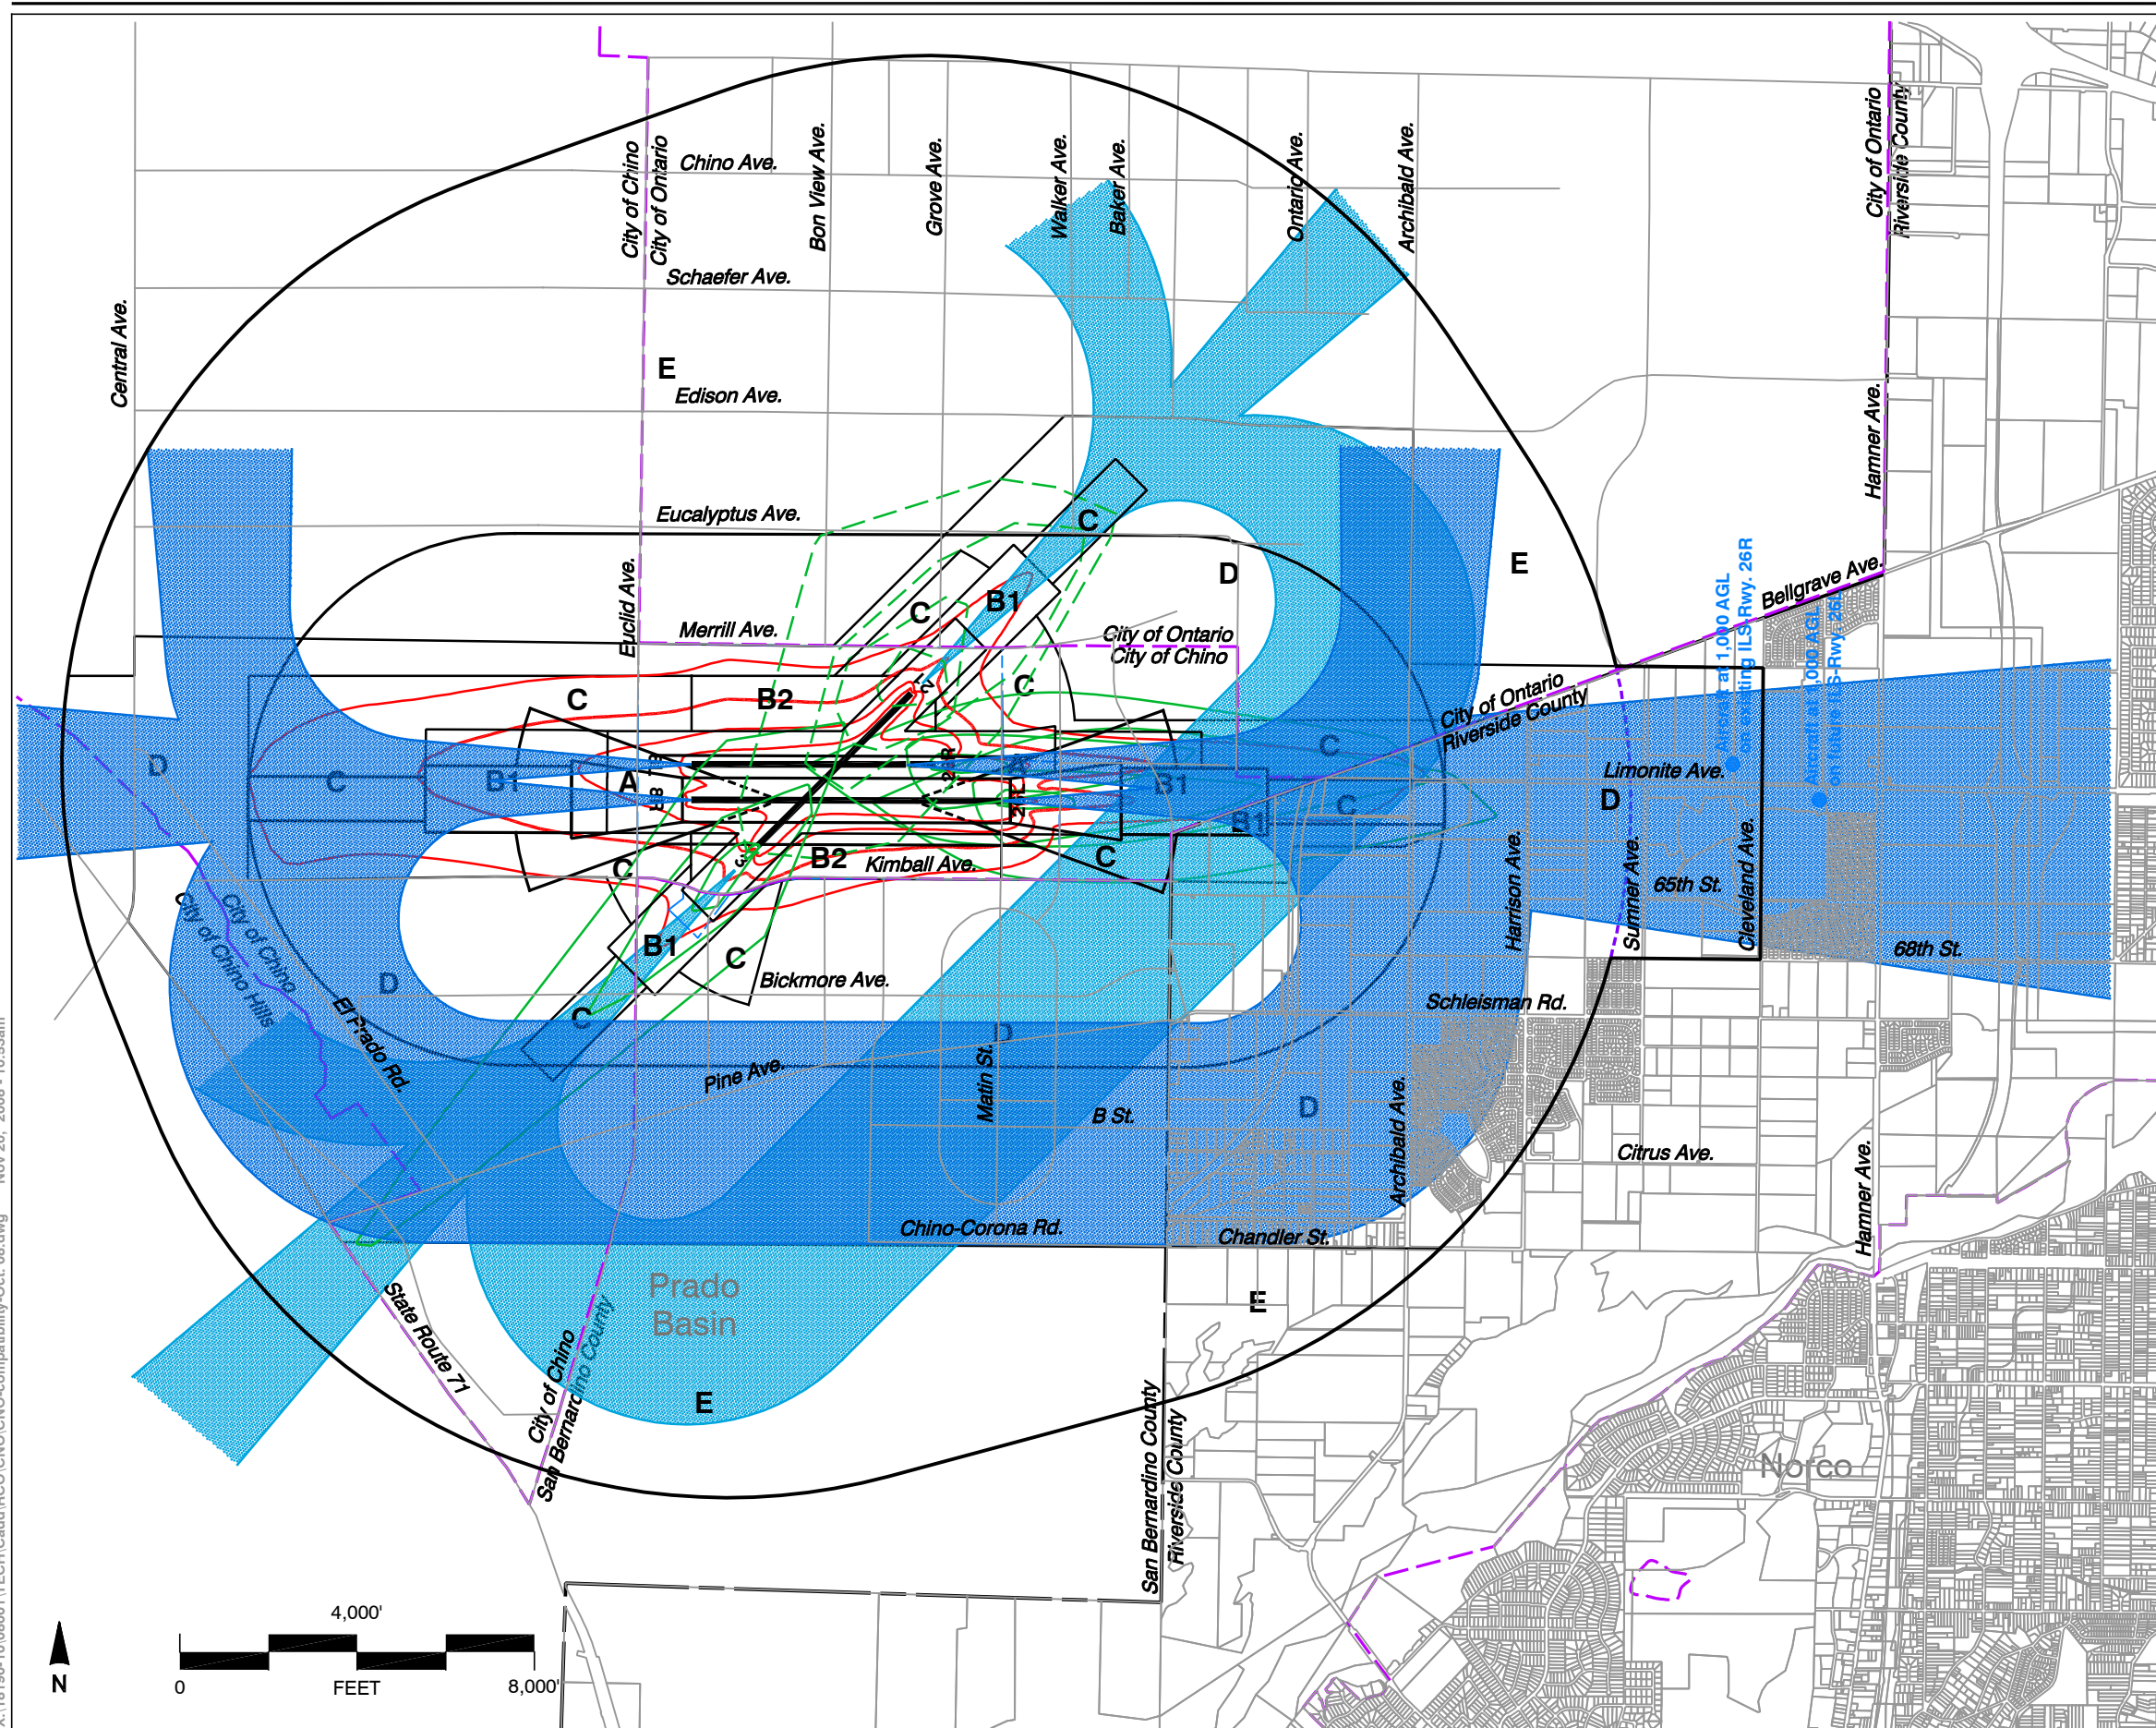 City of Chino
City of Ontario
Chino Ave.
Bon View Ave.
Grove Ave.
Walker Ave.
Baker Ave.
Ontario Ave.
Archibald Ave.
City of Ontario
Riverside County
Schaefer Ave.
Central Ave.
E
Edison Ave.
Hamner Ave.
Eucalyptus Ave.
C
D
E
Euclid Ave.
Merrill Ave.
C
B1
City of Ontario
City of Chino
Bellgrave Ave.
Aircraft at 1,000 AGL
on existing ILS-Rwy. 26R
Aircraft at 1,000 AGL
on future ILS-Rwy. 26L
C
B2
C
City of Ontario
Riverside County
C
D
C
B1
A
A
B1
C
B1
Limonite Ave.
D
C
B2
Kimball Ave.
C
Harrison Ave.
Sumner Ave.
65th St.
Cleveland Ave.
68th St.
City of Chino
City of Chino Hills
B1
C
Bickmore Ave.
D
El Prado Rd.
C
D
Schleisman Rd.
Pine Ave.
Matin St.
B St.
D
Archibald Ave.
Citrus Ave.
Hamner Ave.
Chino-Corona Rd.
Chandler St.
Prado
Basin
E
State Route 71
City of Chino
San Bernardino County
E
San Bernardino County
Riverside County
Norco
4,000'
0
FEET
8,000'
N